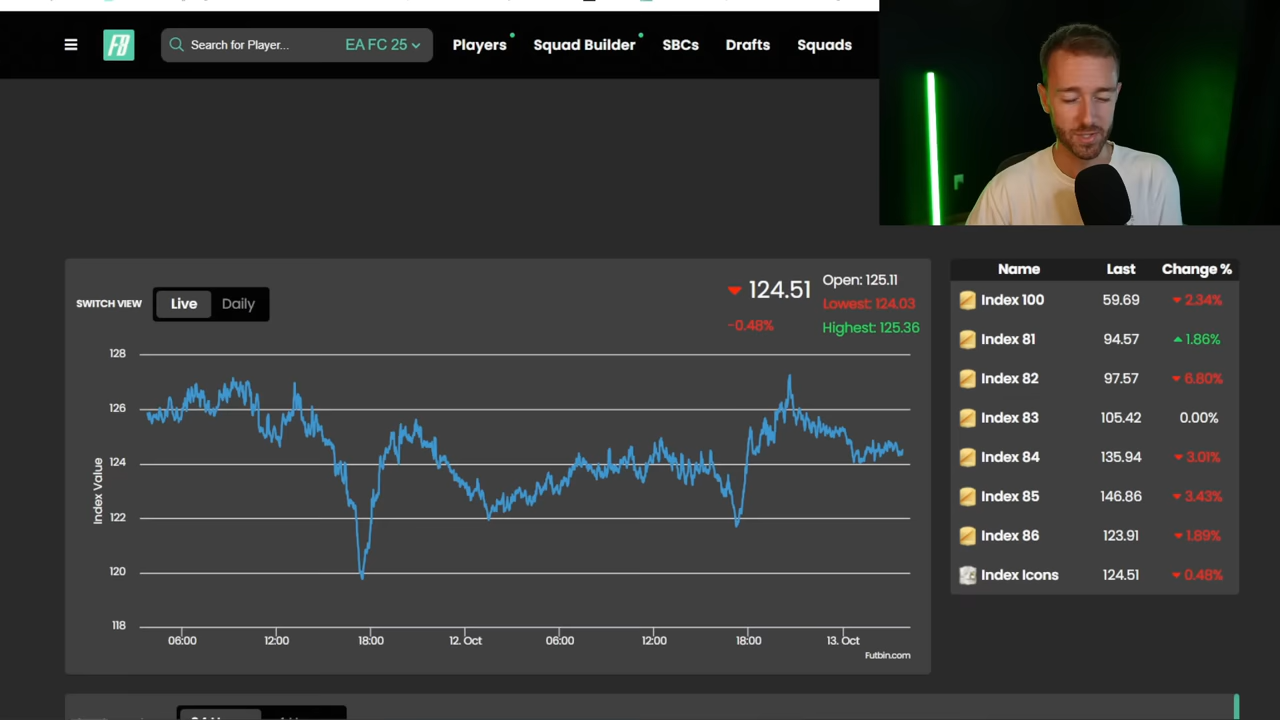 FB
Search for Player...
EA FC 25
Players
Squad Builder
SBCs
Drafts
Squads
SWITCH VIEW
Live
Daily
124.51
-0.48%
Open: 125.11
Lowest: 124.03
Highest: 125.36
128
126
124
122
120
118
Index Value
06:00
12:00
18:00
12. Oct
06:00
12:00
18:00
13. Oct
Futbin.com
Name Last Change %
Index 100 59.69 2.34%
Index 81 94.57 1.86%
Index 82 97.57 6.80%
Index 83 105.42 0.00%
Index 84 135.94 3.01%
Index 85 146.86 3.43%
Index 86 123.91 1.89%
Index Icons 124.51 0.48%